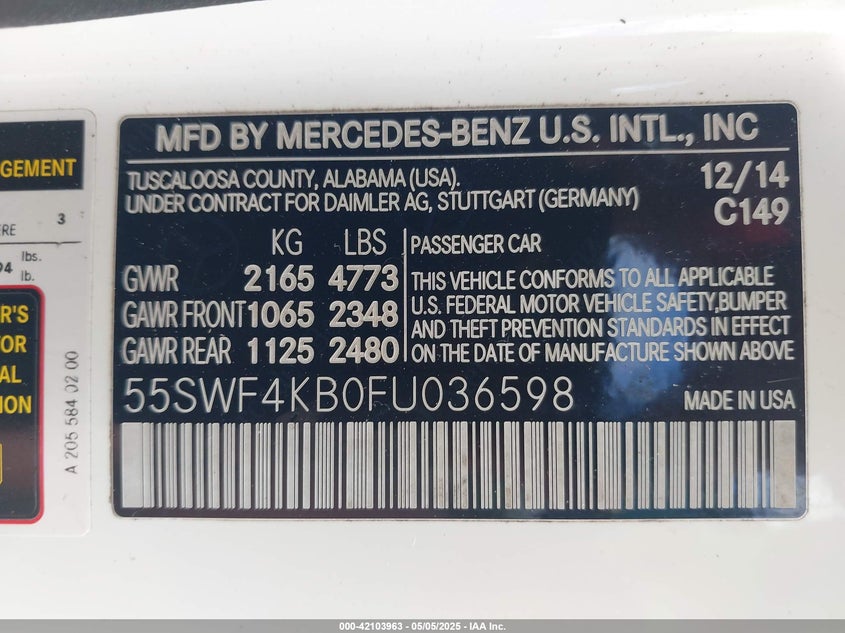 GEMENT
ERE 3
94 lbs.
lb.
R'S
TOR
AL
ION
A 205 584 02 00
MFD BY MERCEDES-BENZ U.S. INTL., INC
TUSCALOOSA COUNTY, ALABAMA (USA). 12/14
UNDER CONTRACT FOR DAIMLER AG, STUTTGART (GERMANY) C149
KG LBS PASSENGER CAR
GVWR 2165 4773
GAWR FRONT 1065 2348
GAWR REAR 1125 2480
THIS VEHICLE CONFORMS TO ALL APPLICABLE
U.S. FEDERAL MOTOR VEHICLE SAFETY, BUMPER
AND THEFT PREVENTION STANDARDS IN EFFECT
ON THE DATE OF MANUFACTURE SHOWN ABOVE
55SWF4KB0FU036598 MADE IN USA
000-42103963 - 05/05/2025 - IAA Inc.